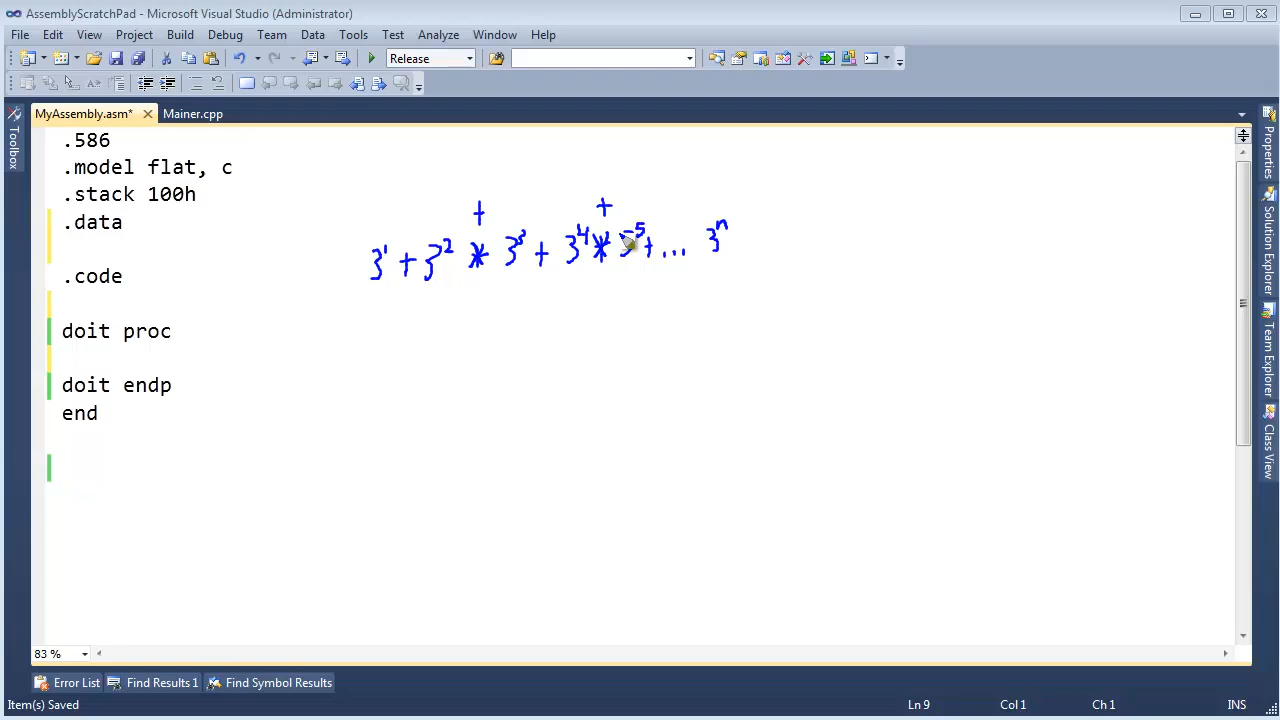 AssemblyScratchPad - Microsoft Visual Studio (Administrator)
File Edit View Project Build Debug Team Data Tools Test Analyze Window Help
Release
MyAssembly.asm* Mainer.cpp
Toolbox
Properties
Solution Explorer
Team Explorer
Class View
.586
.model flat, c
.stack 100h
.data
+ +
3¹ + 3² * 3³ + 3⁴ * 3⁵ + ... 3ⁿ
.code
doit proc
doit endp
end
83 %
Error List Find Results 1 Find Symbol Results
Item(s) Saved Ln 9 Col 1 Ch 1 INS